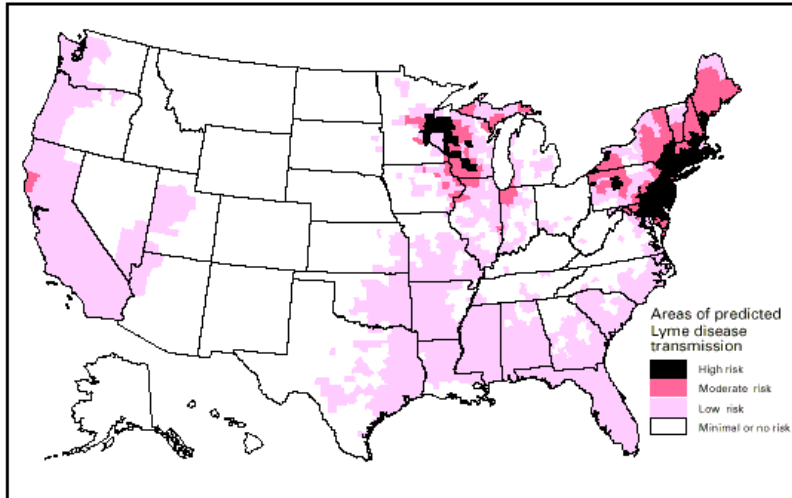 Areas of predicted
Lyme disease
transmission
High risk
Moderate risk
Low risk
Minimal or no risk